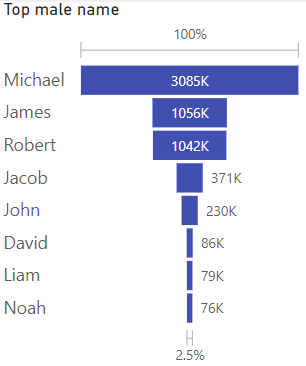 Top male name
100%
Michael 3085K
James 1056K
Robert 1042K
Jacob 371K
John 230K
David 86K
Liam 79K
Noah 76K
2.5%